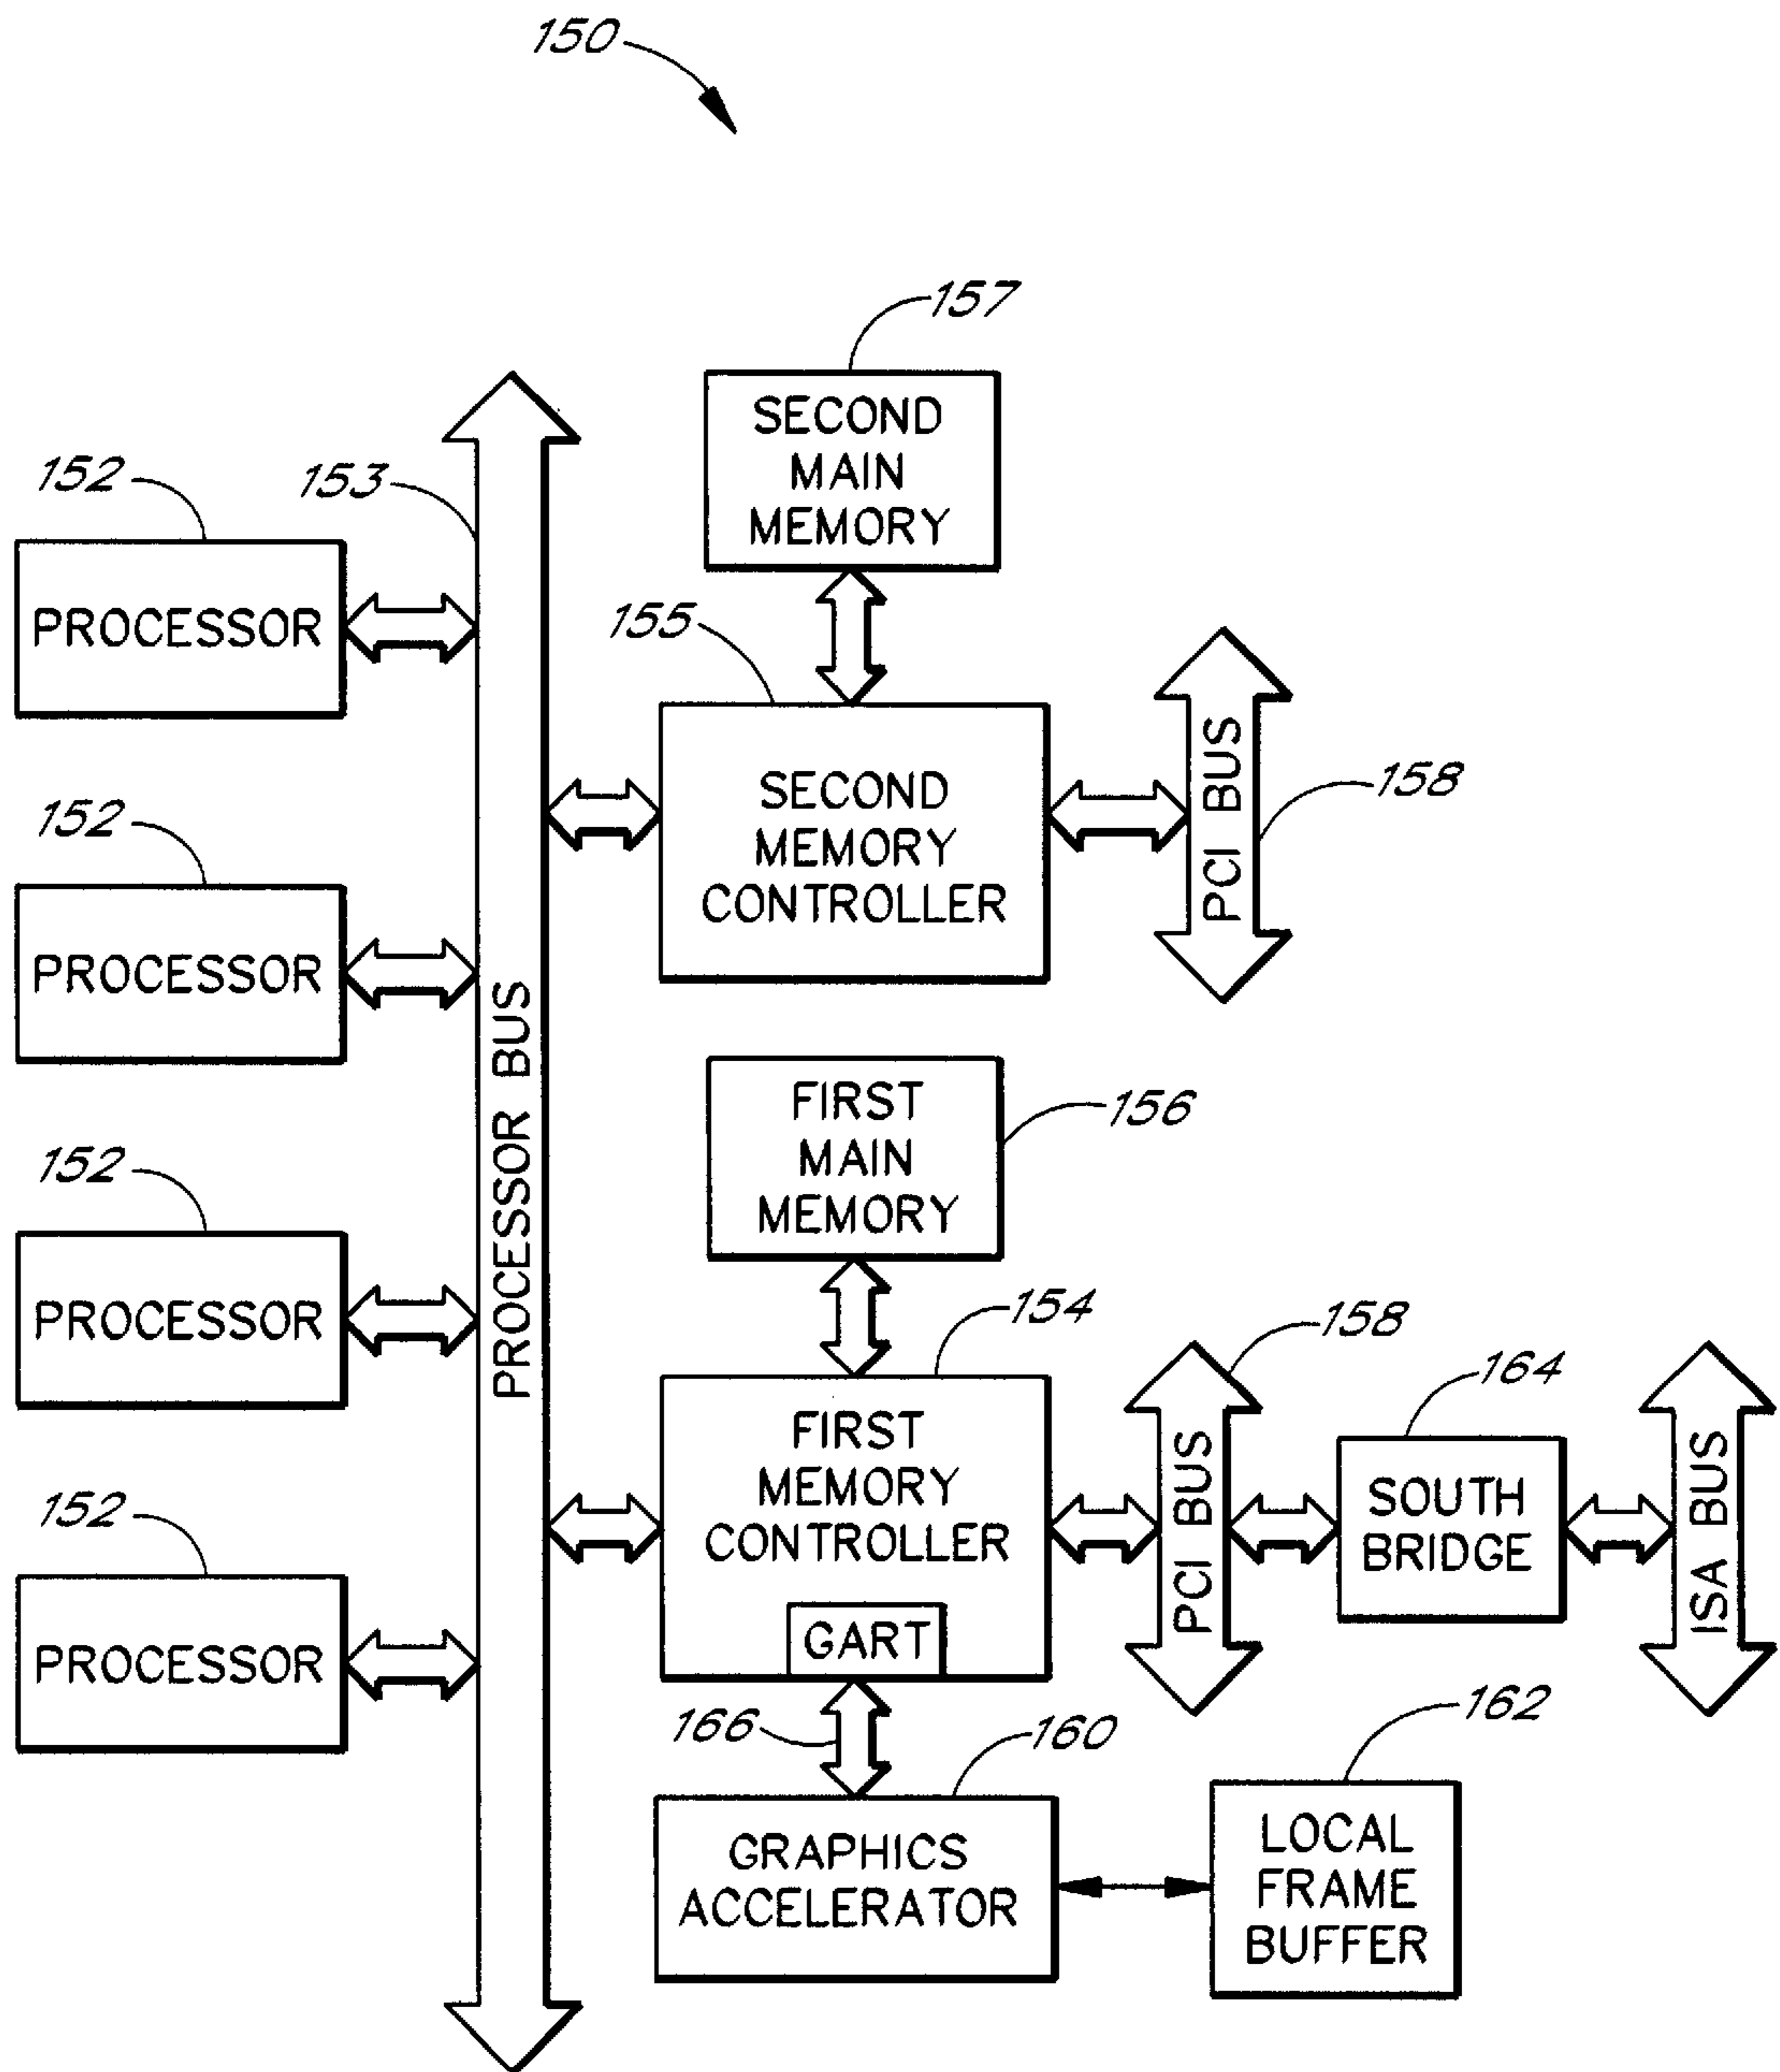 150
157
SECOND
MAIN
MEMORY
152
153
PROCESSOR
155
SECOND
MEMORY
CONTROLLER
PCI BUS
158
152
PROCESSOR
PROCESSOR BUS
FIRST
MAIN
MEMORY
156
152
PROCESSOR
154
FIRST
MEMORY
CONTROLLER
GART
158
PCI BUS
164
SOUTH
BRIDGE
ISA BUS
152
PROCESSOR
166
160
GRAPHICS
ACCELERATOR
162
LOCAL
FRAME
BUFFER